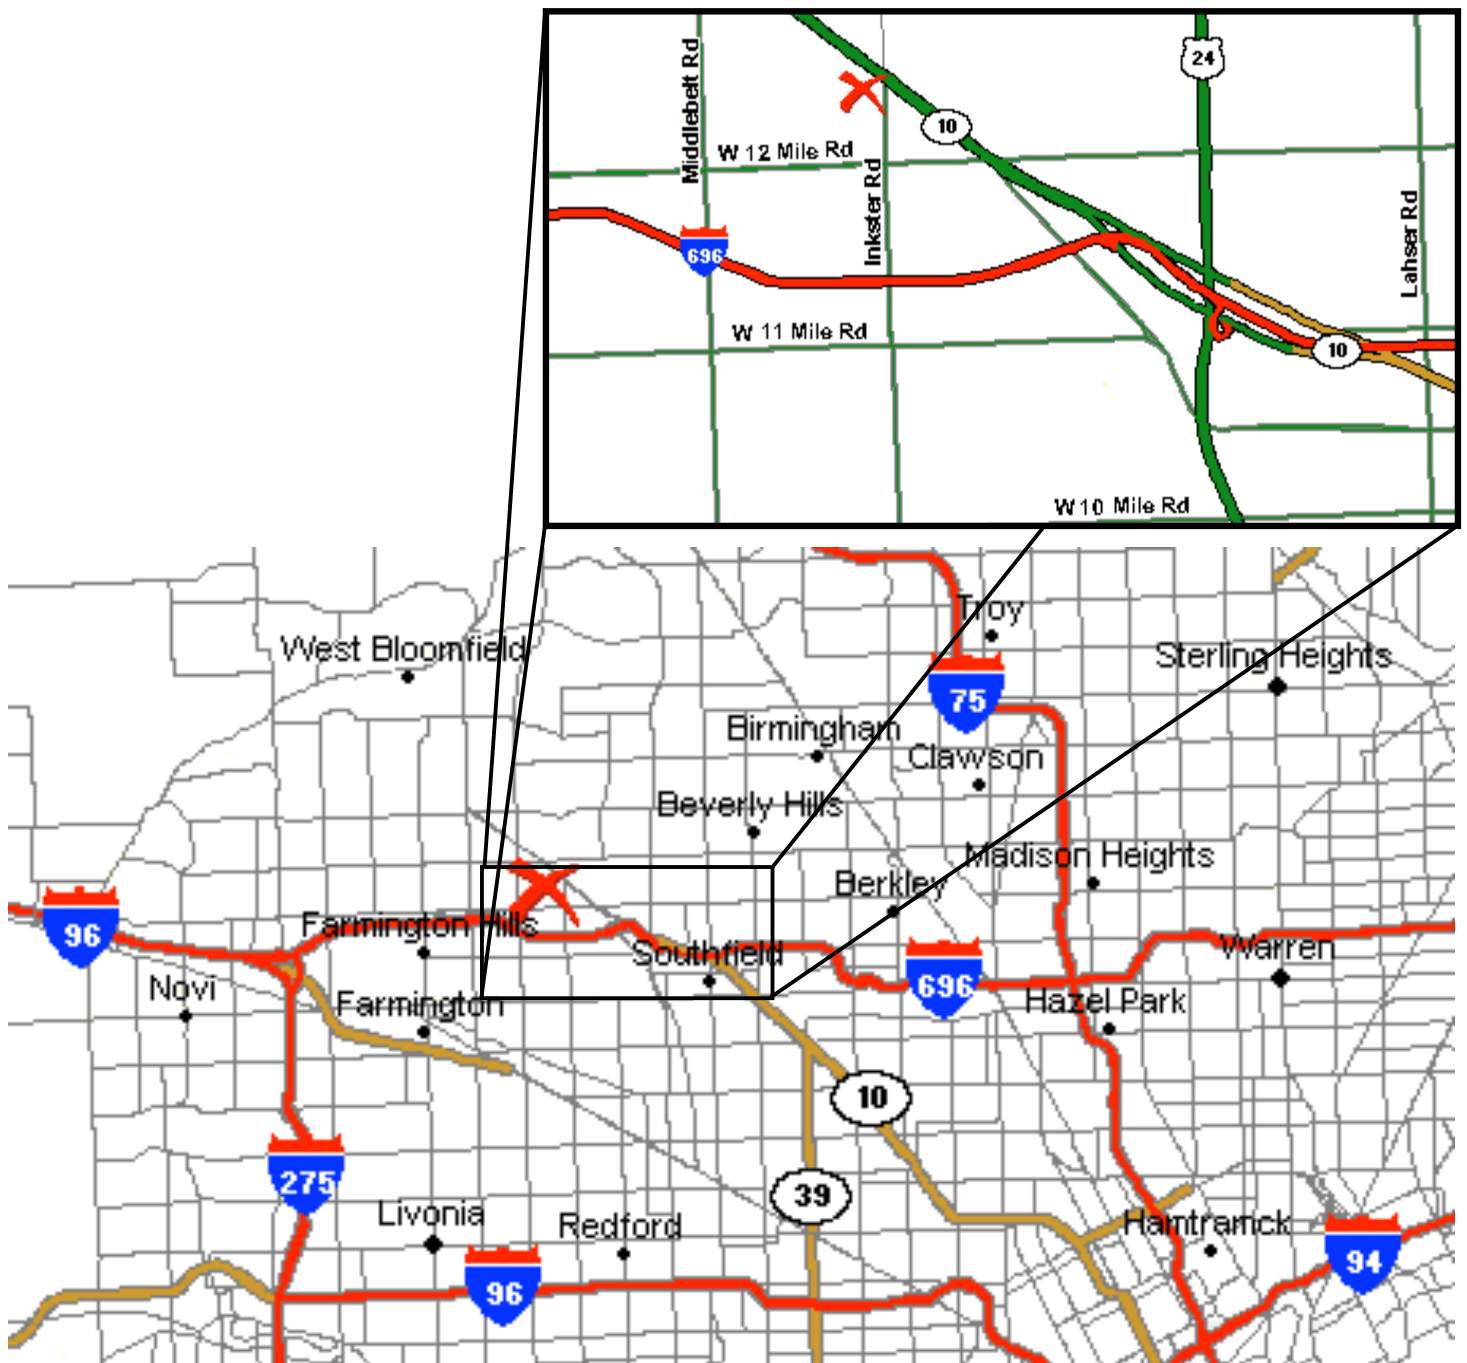 24
Middlebelt Rd
10
W 12 Mile Rd
Inkster Rd
Lahser Rd
696
W 11 Mile Rd
10
W 10 Mile Rd
Troy
West Bloomfield
Sterling Heights
75
Birmingham
Clawson
Beverly Hills
Madison Heights
Berkley
96
Farmington Hills
Southfield
Warren
696
Novi
Farmington
Hazel Park
10
275
39
Livonia
Redford
Hamtramck
94
96